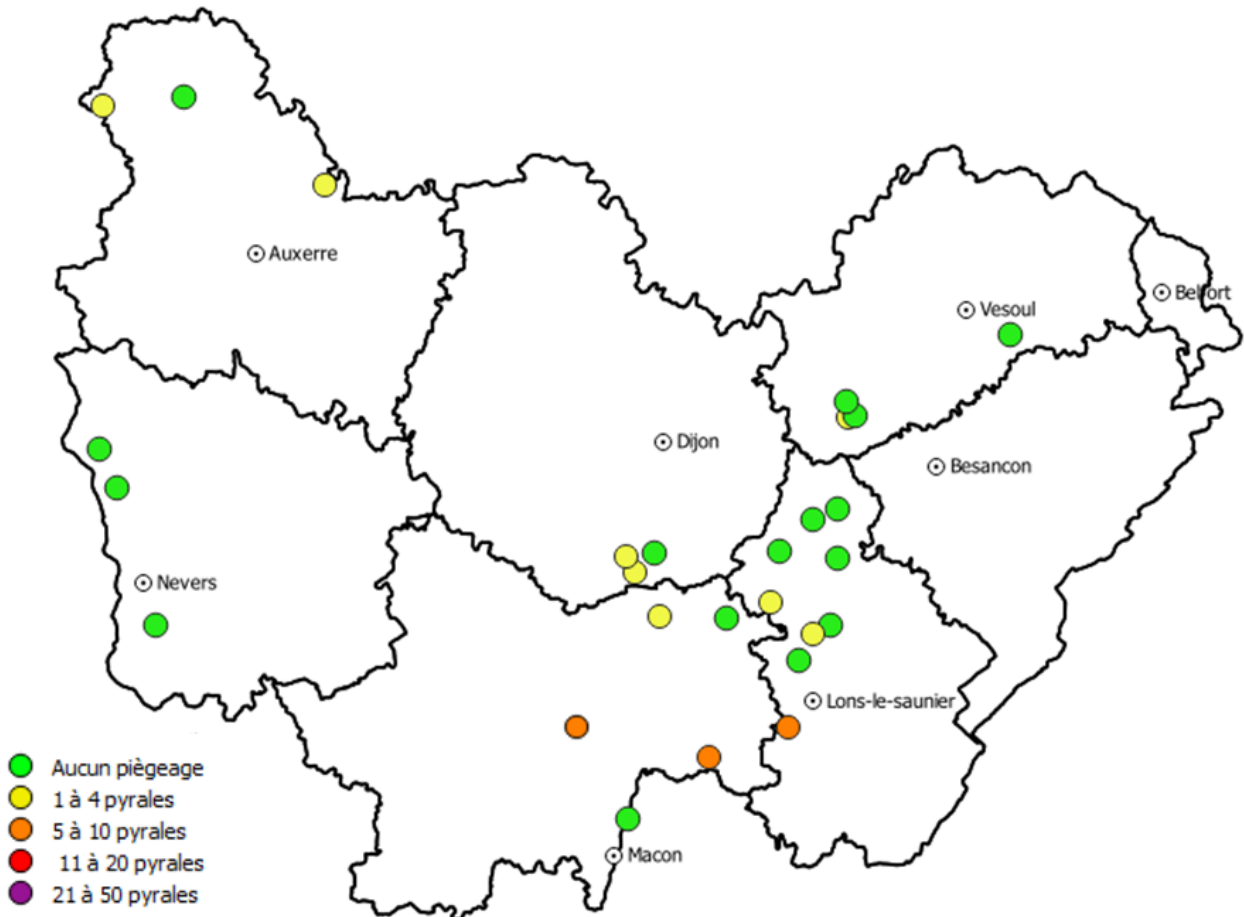 Auxerre
Belfort
Vesoul
Dijon
Besancon
Nevers
Lons-le-saunier
Macon
Aucun piègeage
1 à 4 pyrales
5 à 10 pyrales
11 à 20 pyrales
21 à 50 pyrales